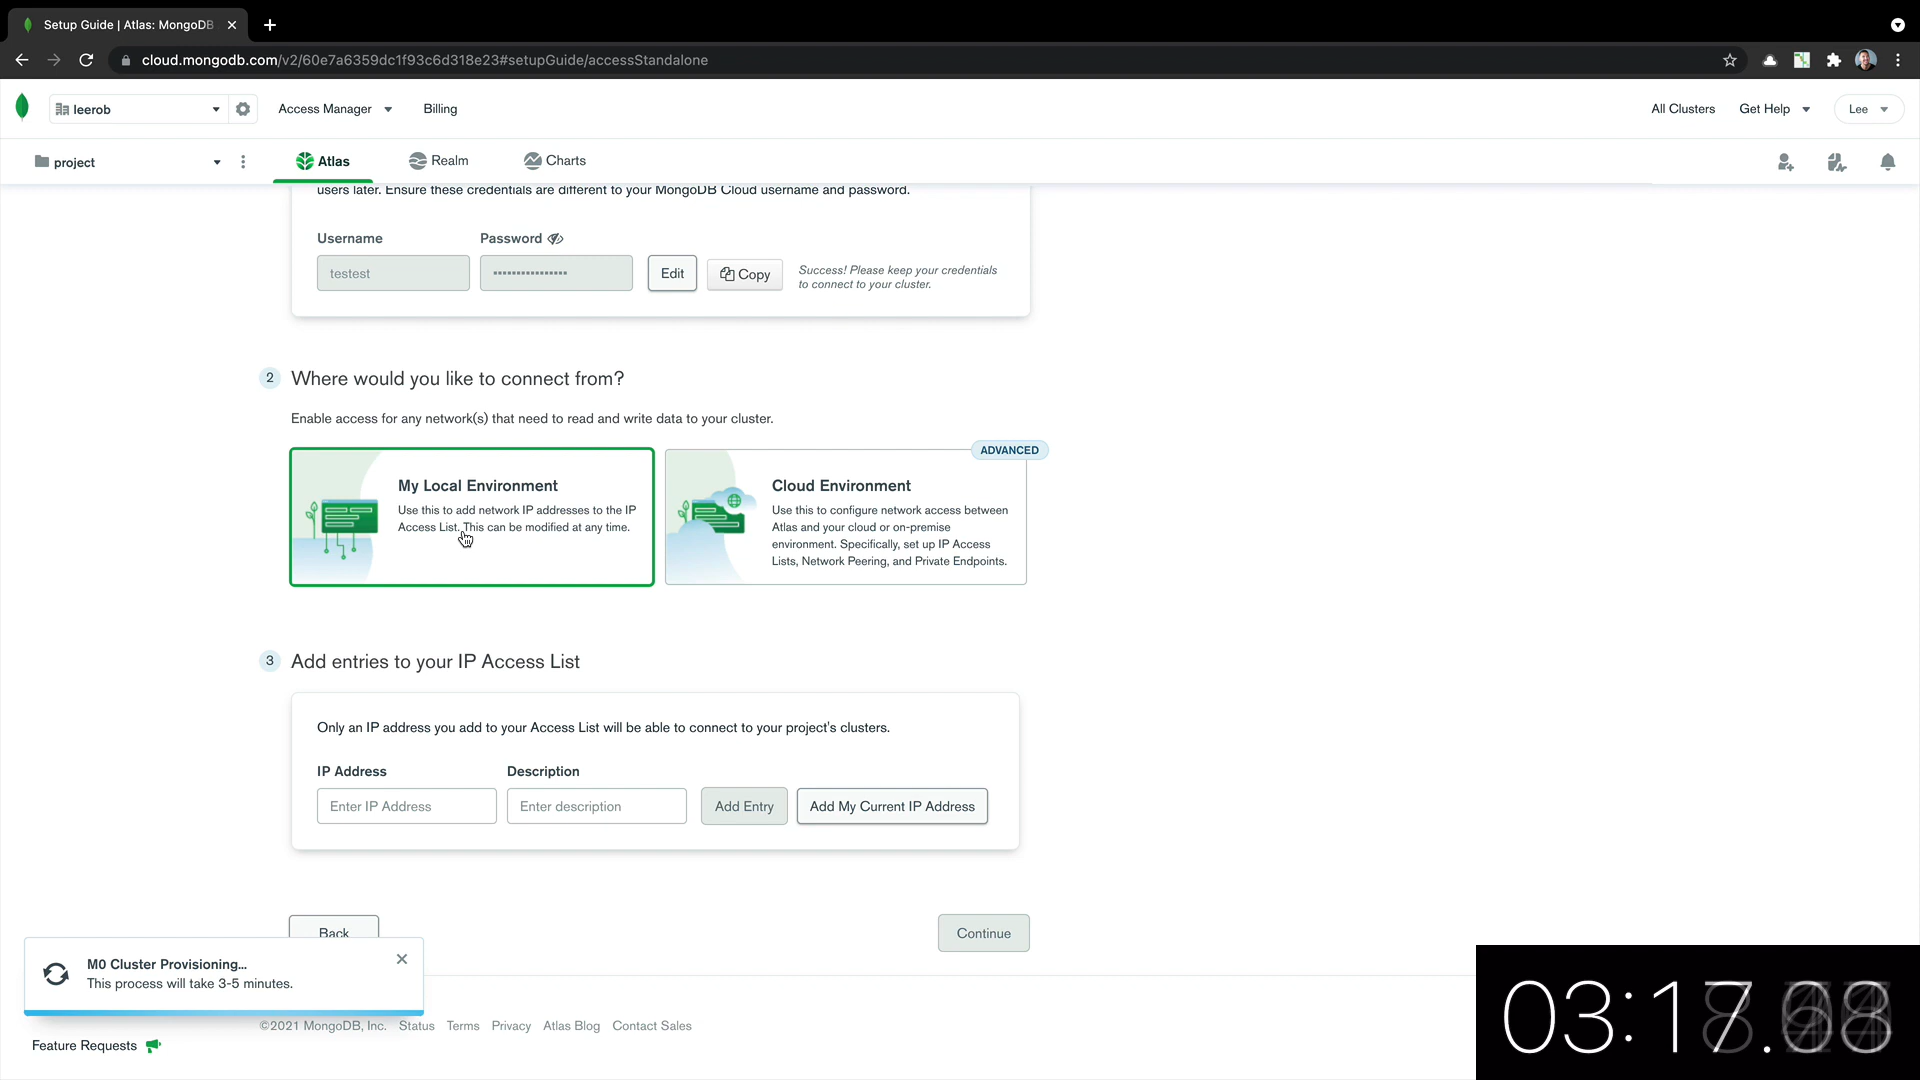 Setup Guide | Atlas: MongoDB
cloud.mongodb.com/v2/60e7a6359dc1f93c6d318e23#setupGuide/accessStandalone
leerob
Access Manager
Billing
All Clusters
Get Help
Lee
project
Atlas
Realm
Charts
users later. Ensure these credentials are different to your MongoDB Cloud username and password.
Username
Password
testest
••••••••••••••••
Edit
Copy
Success! Please keep your credentials
to connect to your cluster.
2
Where would you like to connect from?
Enable access for any network(s) that need to read and write data to your cluster.
ADVANCED
My Local Environment
Use this to add network IP addresses to the IP
Access List. This can be modified at any time.
Cloud Environment
Use this to configure network access between
Atlas and your cloud or on-premise
environment. Specifically, set up IP Access
Lists, Network Peering, and Private Endpoints.
3
Add entries to your IP Access List
Only an IP address you add to your Access List will be able to connect to your project's clusters.
IP Address
Description
Enter IP Address
Enter description
Add Entry
Add My Current IP Address
Back
Continue
M0 Cluster Provisioning...
This process will take 3-5 minutes.
©2021 MongoDB, Inc. Status Terms Privacy Atlas Blog Contact Sales
Feature Requests
03:17.